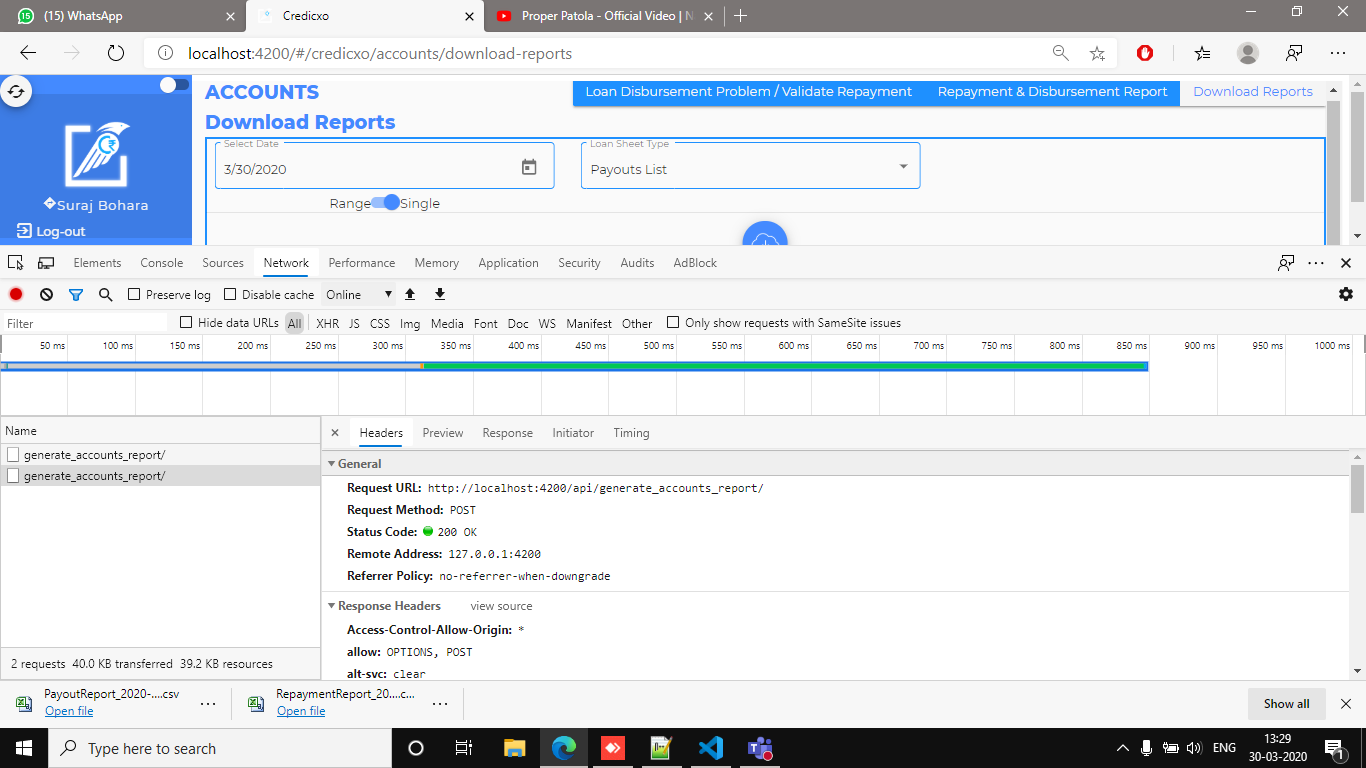 (15) WhatsApp
Credicxo
Proper Patola - Official Video | N
localhost:4200/#/credicxo/accounts/download-reports
ACCOUNTS
Loan Disbursement Problem / Validate Repayment
Repayment & Disbursement Report
Download Reports
Download Reports
Select Date
3/30/2020
Loan Sheet Type
Payouts List
Range
Single
Suraj Bohara
Log-out
Elements Console Sources Network Performance Memory Application Security Audits AdBlock
Preserve log Disable cache Online
Filter Hide data URLs All XHR JS CSS Img Media Font Doc WS Manifest Other Only show requests with SameSite issues
50 ms 100 ms 150 ms 200 ms 250 ms 300 ms 350 ms 400 ms 450 ms 500 ms 550 ms 600 ms 650 ms 700 ms 750 ms 800 ms 850 ms 900 ms 950 ms 1000 ms
Name
generate_accounts_report/
generate_accounts_report/
2 requests 40.0 KB transferred 39.2 KB resources
Headers Preview Response Initiator Timing
General
Request URL: http://localhost:4200/api/generate_accounts_report/
Request Method: POST
Status Code: 200 OK
Remote Address: 127.0.0.1:4200
Referrer Policy: no-referrer-when-downgrade
Response Headers view source
Access-Control-Allow-Origin: *
allow: OPTIONS, POST
alt-svc: clear
PayoutReport_2020-....csv
Open file
RepaymentReport_20....c...
Open file
Show all
Type here to search
ENG
13:29
30-03-2020
1